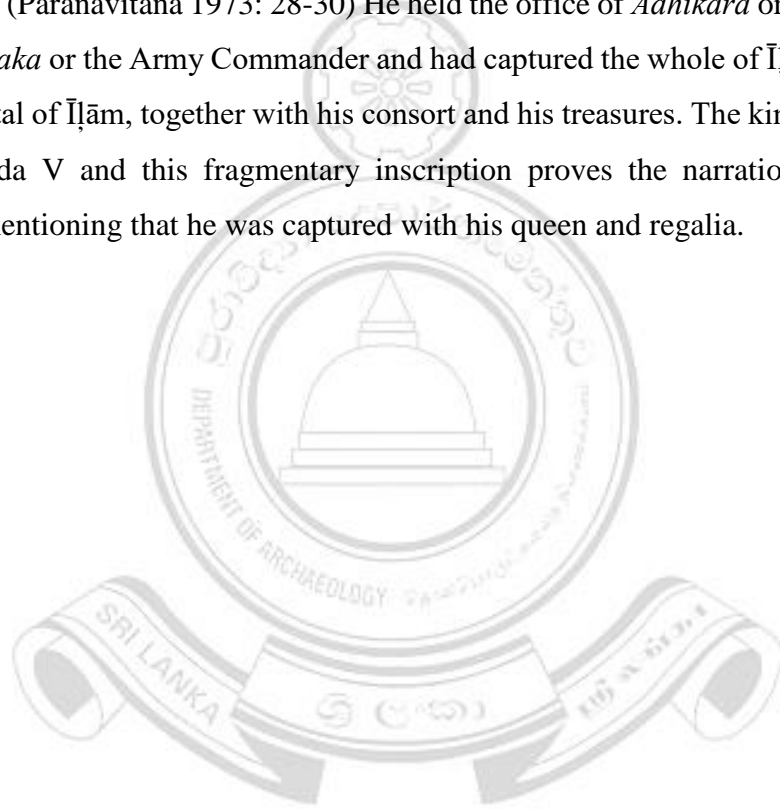 (Paranavitana 1973: 28-30) He held the office of Adhikara or
aka or the Army Commander and had captured the whole of Īḷ
tal of Īḷām, together with his consort and his treasures. The kin
da V and this fragmentary inscription proves the narratio
entioning that he was captured with his queen and regalia.
DEPARTMENT OF ARCHAEOLOGY
SRI LANKA
ශ්‍රී ලංකා